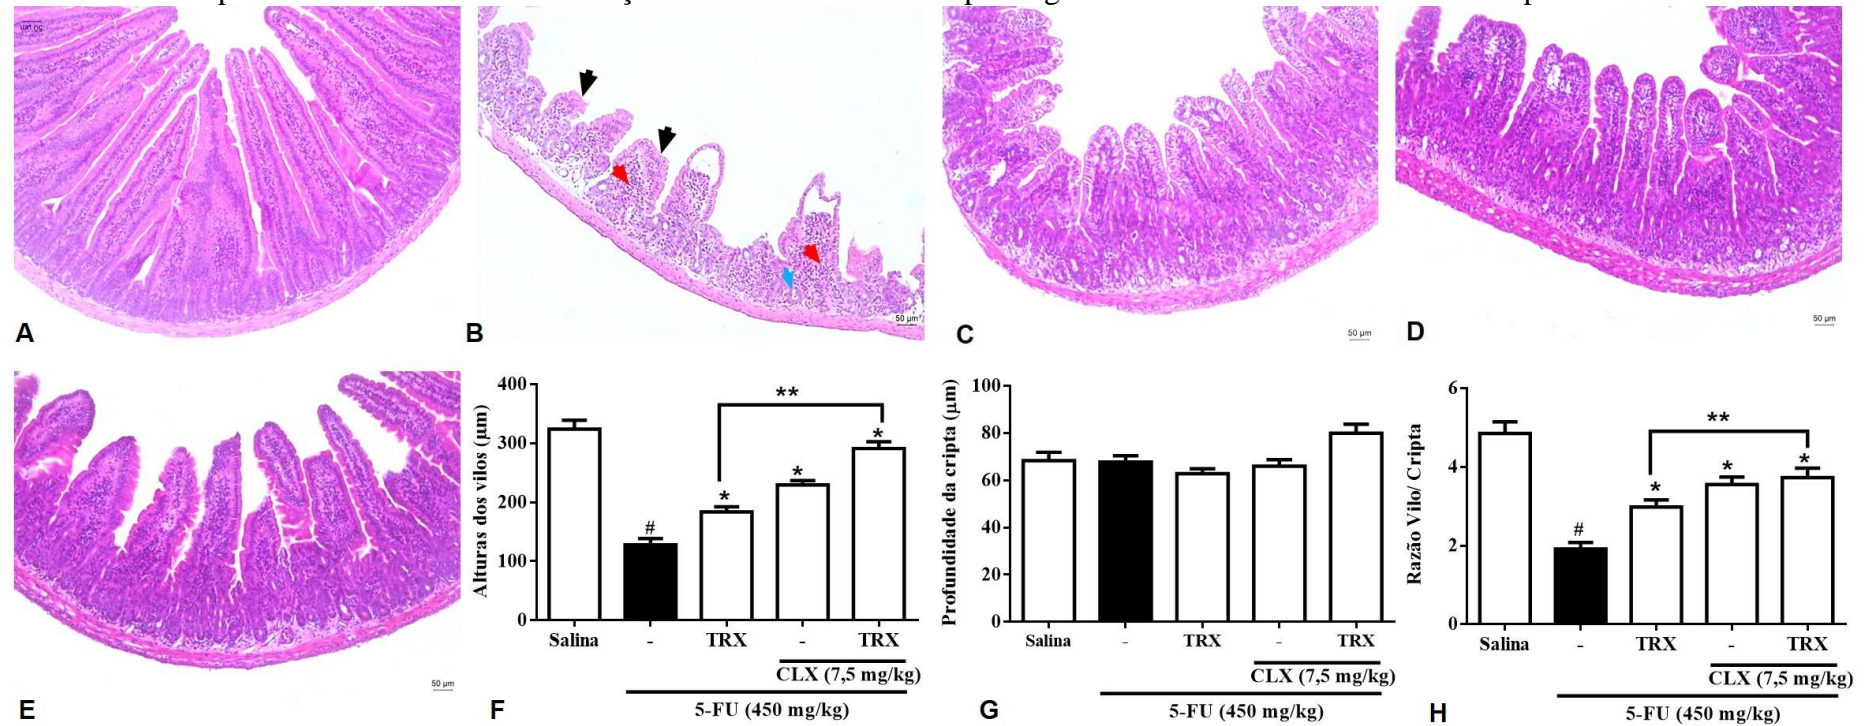 50 µm
A
50 µm
B
50 µm
C
50 µm
D
50 µm
E
Alturas dos vilos (µm)
400
300
200
100
0
**
#
*
*
*
Salina
-
TRX
-
TRX
CLX (7,5 mg/kg)
5-FU (450 mg/kg)
F
Profundidade da cripta (µm)
100
80
60
40
20
0
Salina
-
TRX
-
TRX
CLX (7,5 mg/kg)
5-FU (450 mg/kg)
G
Razão Vilo/ Cripta
6
4
2
0
**
#
*
*
*
Salina
-
TRX
-
TRX
CLX (7,5 mg/kg)
5-FU (450 mg/kg)
H